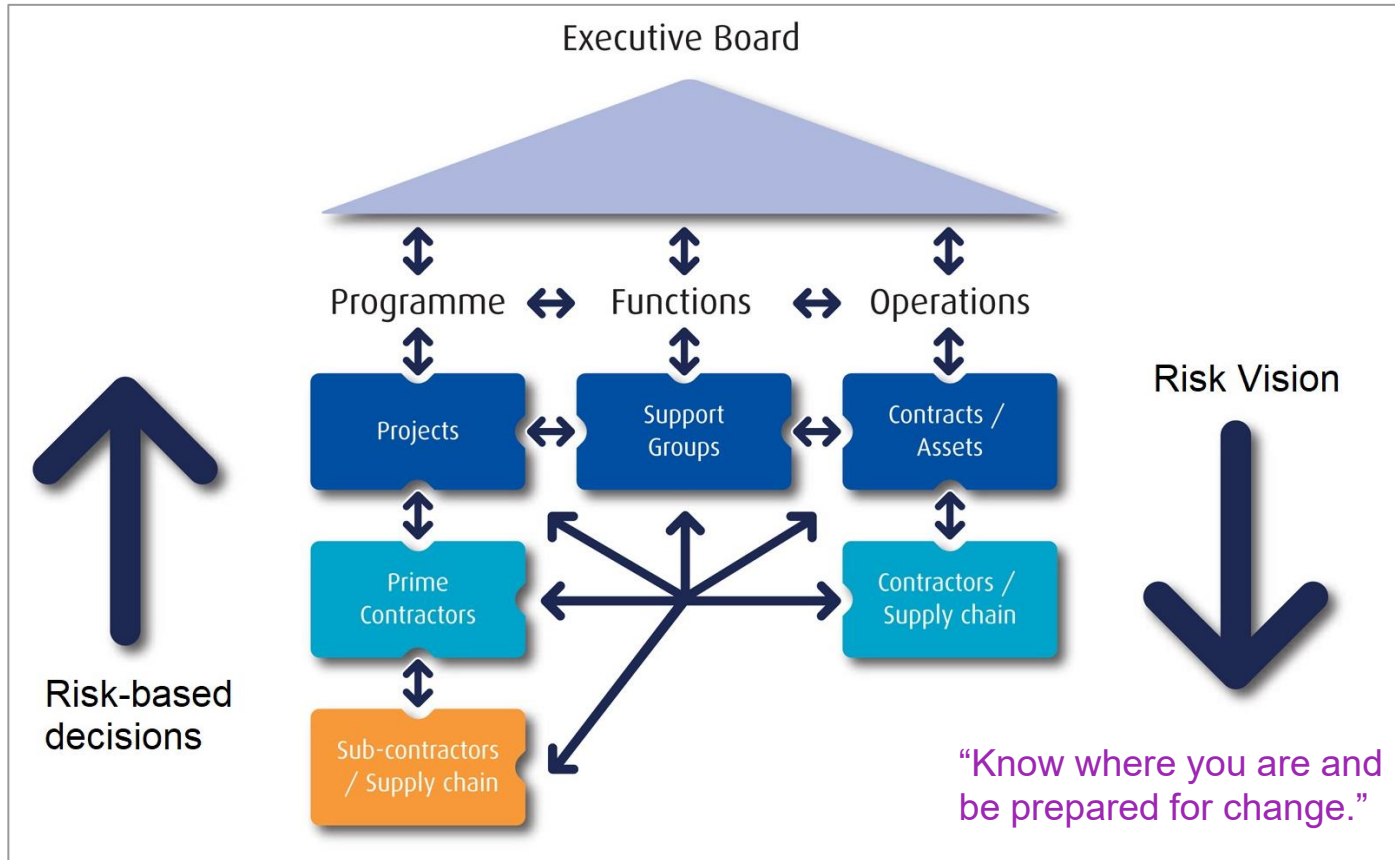 Executive Board
Programme
Functions
Operations
Projects
Support
Groups
Contracts /
Assets
Risk Vision
Prime
Contractors
Contractors /
Supply chain
Risk-based
decisions
Sub-contractors
/ Supply chain
“Know where you are and
be prepared for change.”